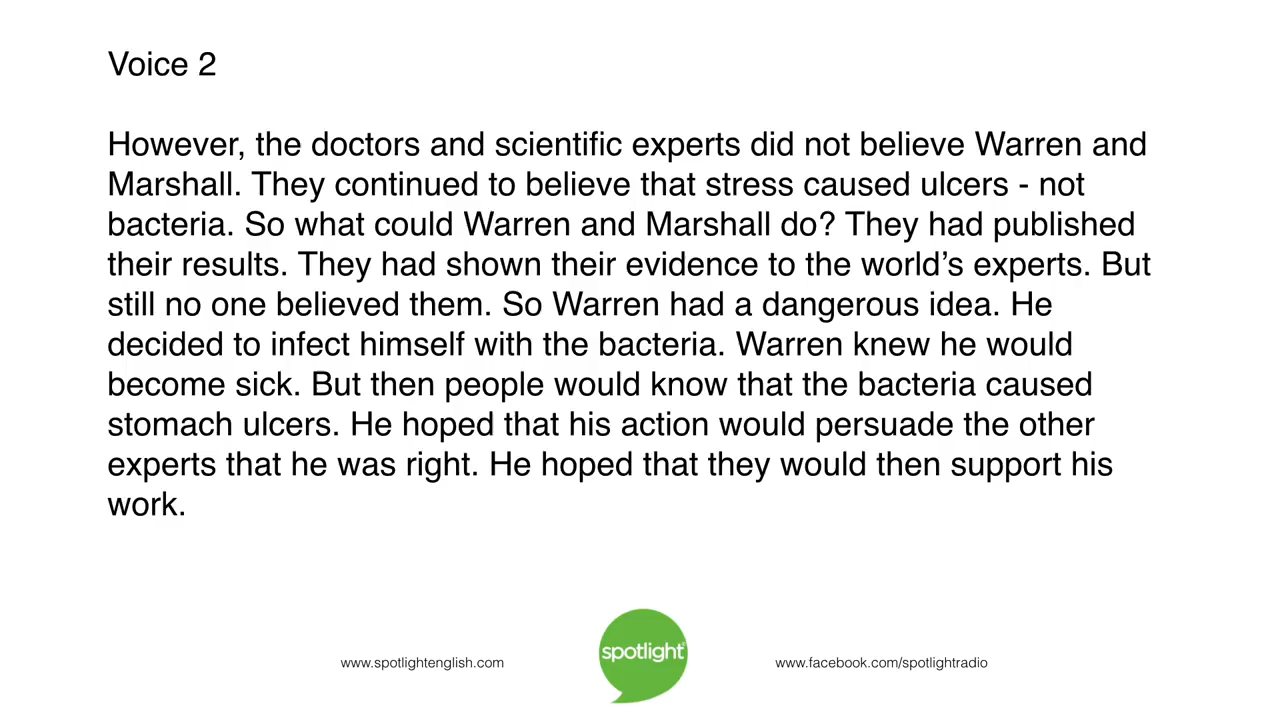 Voice 2
However, the doctors and scientific experts did not believe Warren and
Marshall. They continued to believe that stress caused ulcers - not
bacteria. So what could Warren and Marshall do? They had published
their results. They had shown their evidence to the world's experts. But
still no one believed them. So Warren had a dangerous idea. He
decided to infect himself with the bacteria. Warren knew he would
become sick. But then people would know that the bacteria caused
stomach ulcers. He hoped that his action would persuade the other
experts that he was right. He hoped that they would then support his
work.
www.spotlightenglish.com
spotlight
www.facebook.com/spotlightradio